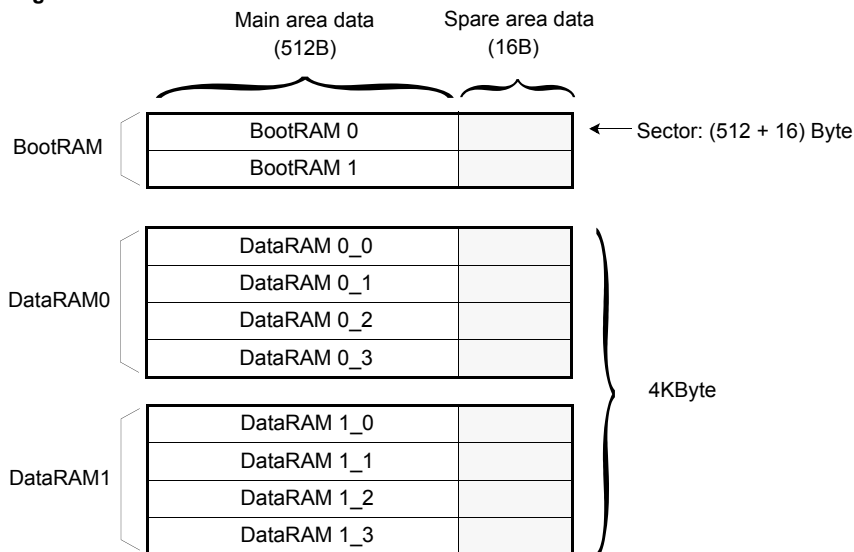 Main area data
(512B)
Spare area data
(16B)
BootRAM
BootRAM 0
BootRAM 1
Sector: (512 + 16) Byte
DataRAM0
DataRAM 0_0
DataRAM 0_1
DataRAM 0_2
DataRAM 0_3
4KByte
DataRAM1
DataRAM 1_0
DataRAM 1_1
DataRAM 1_2
DataRAM 1_3